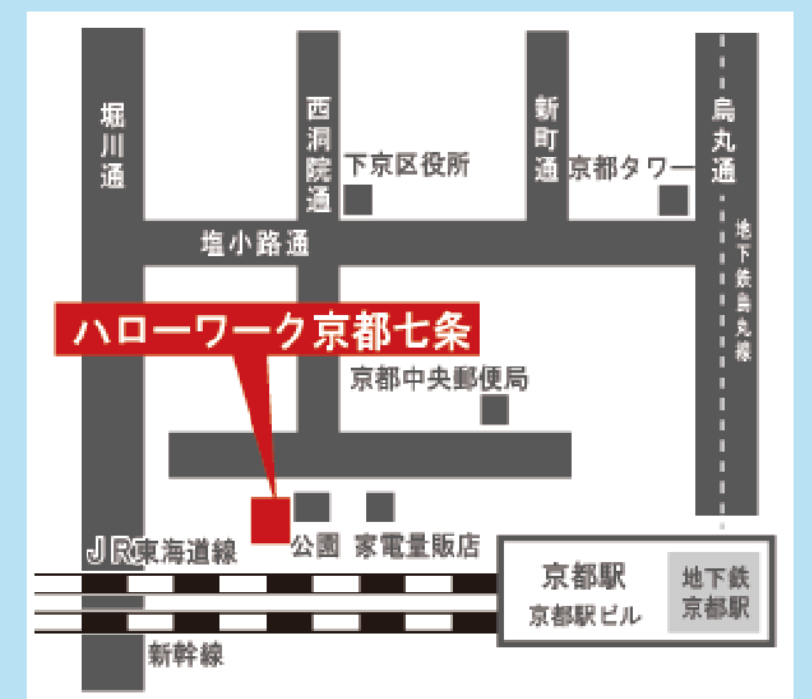 堀川通
西洞院通
新町通
烏丸通
下京区役所
京都タワー
塩小路通
地下鉄烏丸線
ハローワーク京都七条
京都中央郵便局
公園
家電量販店
JR東海道線
京都駅
京都駅ビル
地下鉄
京都駅
新幹線